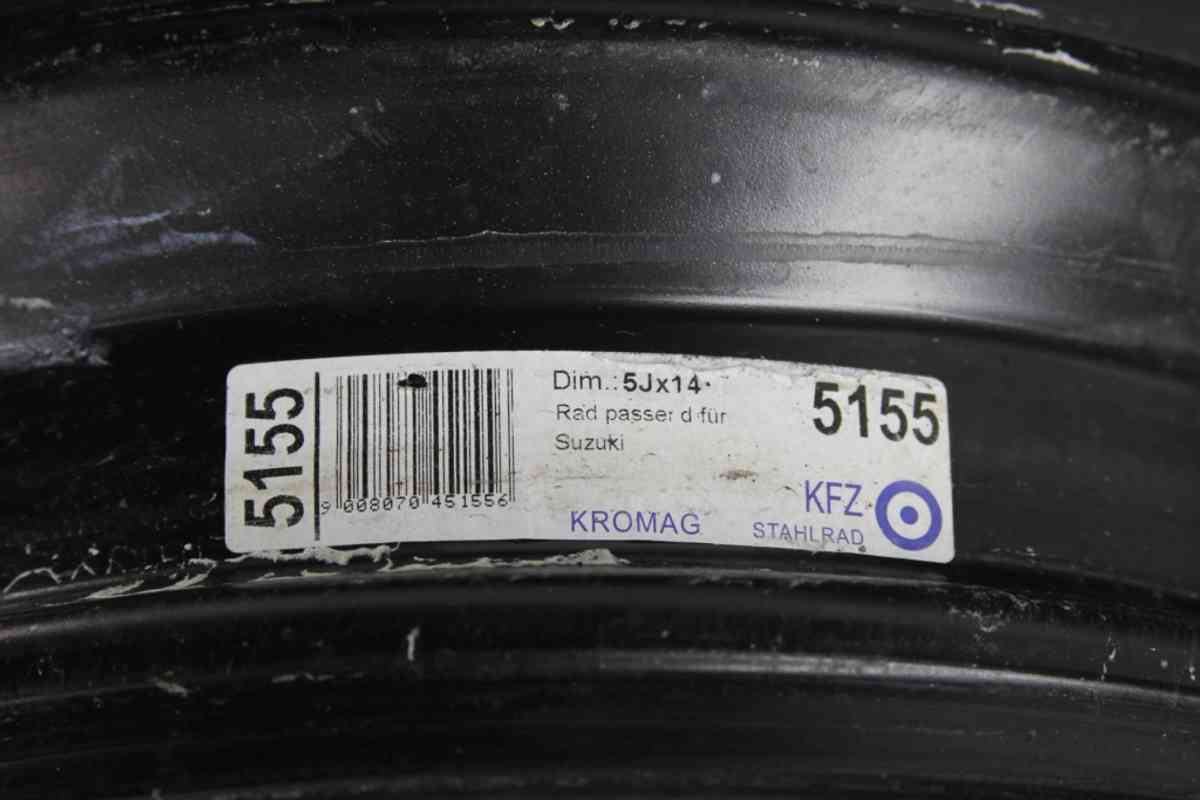 5155
9 008070 451556
Dim.: 5Jx14
Rad passend für
Suzuki
5155
KROMAG
KFZ
STAHLRAD